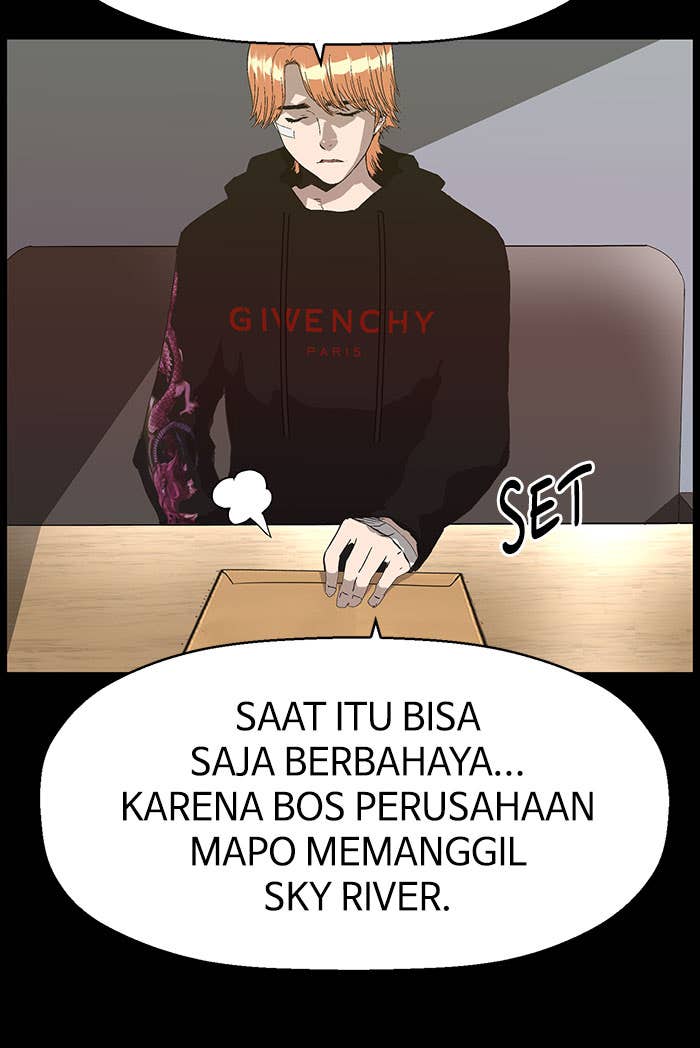 GIVENCHY
PARIS
SET
SAAT ITU BISA
SAJA BERBAHAYA...
KARENA BOS PERUSAHAAN
MAPO MEMANGGIL
SKY RIVER.